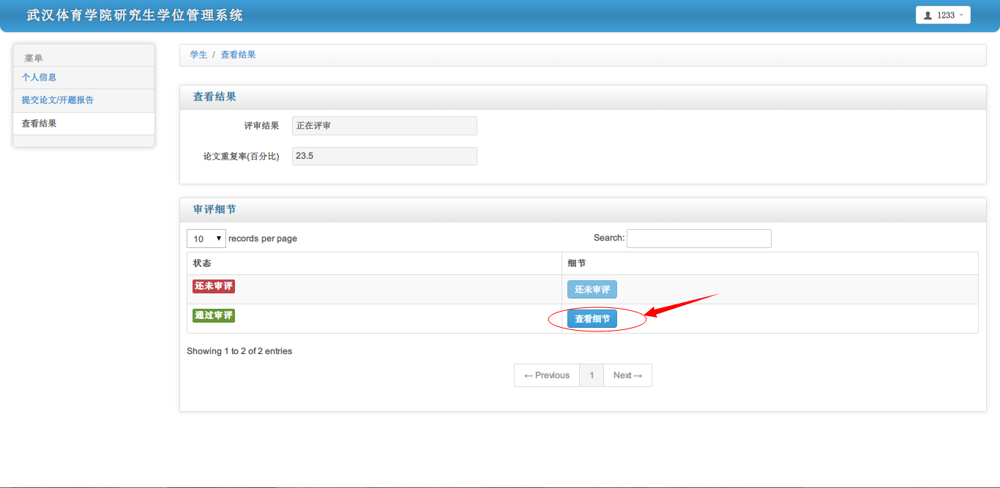 武汉体育学院研究生学位管理系统
1233
菜单
个人信息
提交论文/开题报告
查看结果
学生 / 查看结果
查看结果
评审结果 正在评审
论文重复率(百分比) 23.5
审评细节
10 records per page Search:
状态 细节
还未审评 还未审评
通过审评 查看细节
Showing 1 to 2 of 2 entries
← Previous 1 Next →